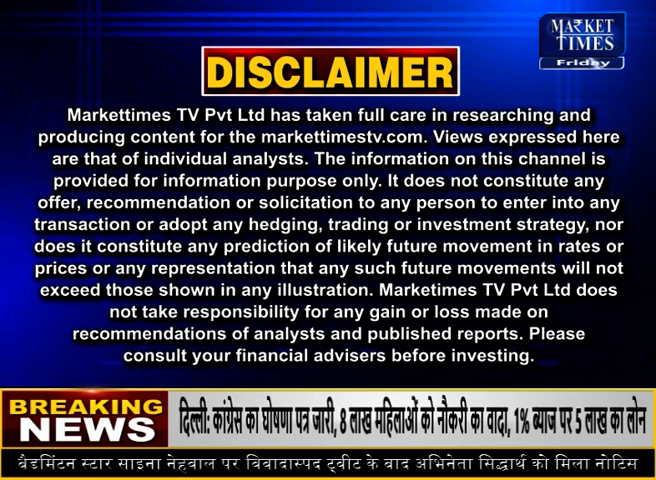 MARKET
TIMES
Friday
DISCLAIMER
Markettimes TV Pvt Ltd has taken full care in researching and
producing content for the markettimestv.com. Views expressed here
are that of individual analysts. The information on this channel is
provided for information purpose only. It does not constitute any
offer, recommendation or solicitation to any person to enter into any
transaction or adopt any hedging, trading or investment strategy, nor
does it constitute any prediction of likely future movement in rates or
prices or any representation that any such future movements will not
exceed those shown in any illustration. Marketimes TV Pvt Ltd does
not take responsibility for any gain or loss made on
recommendations of analysts and published reports. Please
consult your financial advisers before investing.
BREAKING
NEWS
दिल्ली: कांग्रेस का घोषणा पत्र जारी, 8 लाख महिलाओं को नौकरी का वादा, 1% ब्याज पर 5 लाख का लोन
बैडमिंटन स्टार साइना नेहवाल पर विवादास्पद ट्वीट के बाद अभिनेता सिद्धार्थ को मिला नोटिस